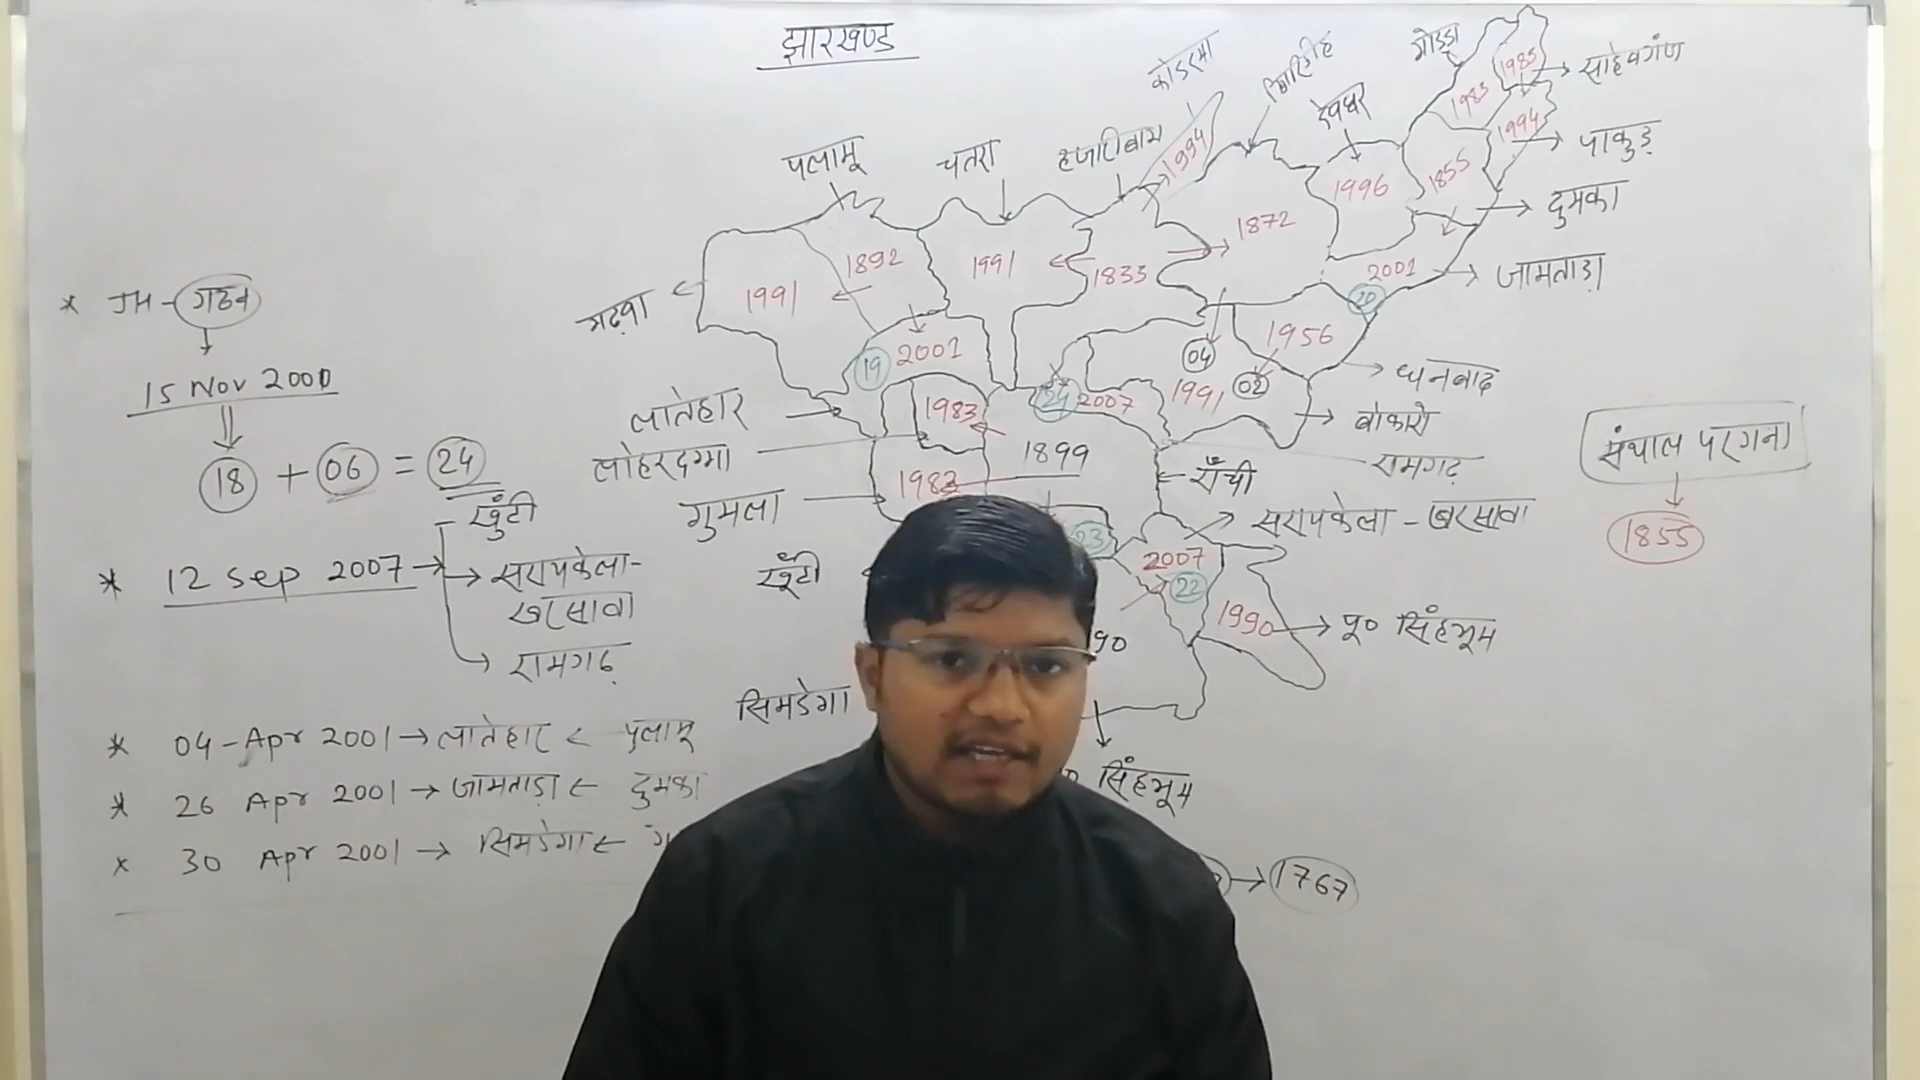 झारखण्ड
* JH - गठन
15 Nov 2000
18 + 06 = 24
* 12 Sep 2007 →
खुंटी
सरायकेला-
खरसावा
रामगढ़
* 04 - Apr 2001 → लातेहार < पलामू
* 26 Apr 2001 → जामताड़ा ← दुमका
× 30 Apr 2001 → सिमडेगा ←
पलामू
चतरा
हजारीबाग
कोडरमा
देवघर
गोड्डा
साहेबगंज
पाकुड़
दुमका
जामताड़ा
धनबाद
बोकारो
रामगढ़
राँची
सरायकेला - खरसावा
पू० सिंहभूम
सिंहभूम
गढ़वा
लातेहार
लोहरदग्गा
गुमला
खूँटी
सिमडेगा
1991
1892
1991
1833
1994
1872
1996
1855
1983
1985
1994
2001
20
1956
04
02
1991
19
2001
1983
24
2007
1899
1983
23
2007
22
1990
90
संथाल परगना
1855
→ 1767